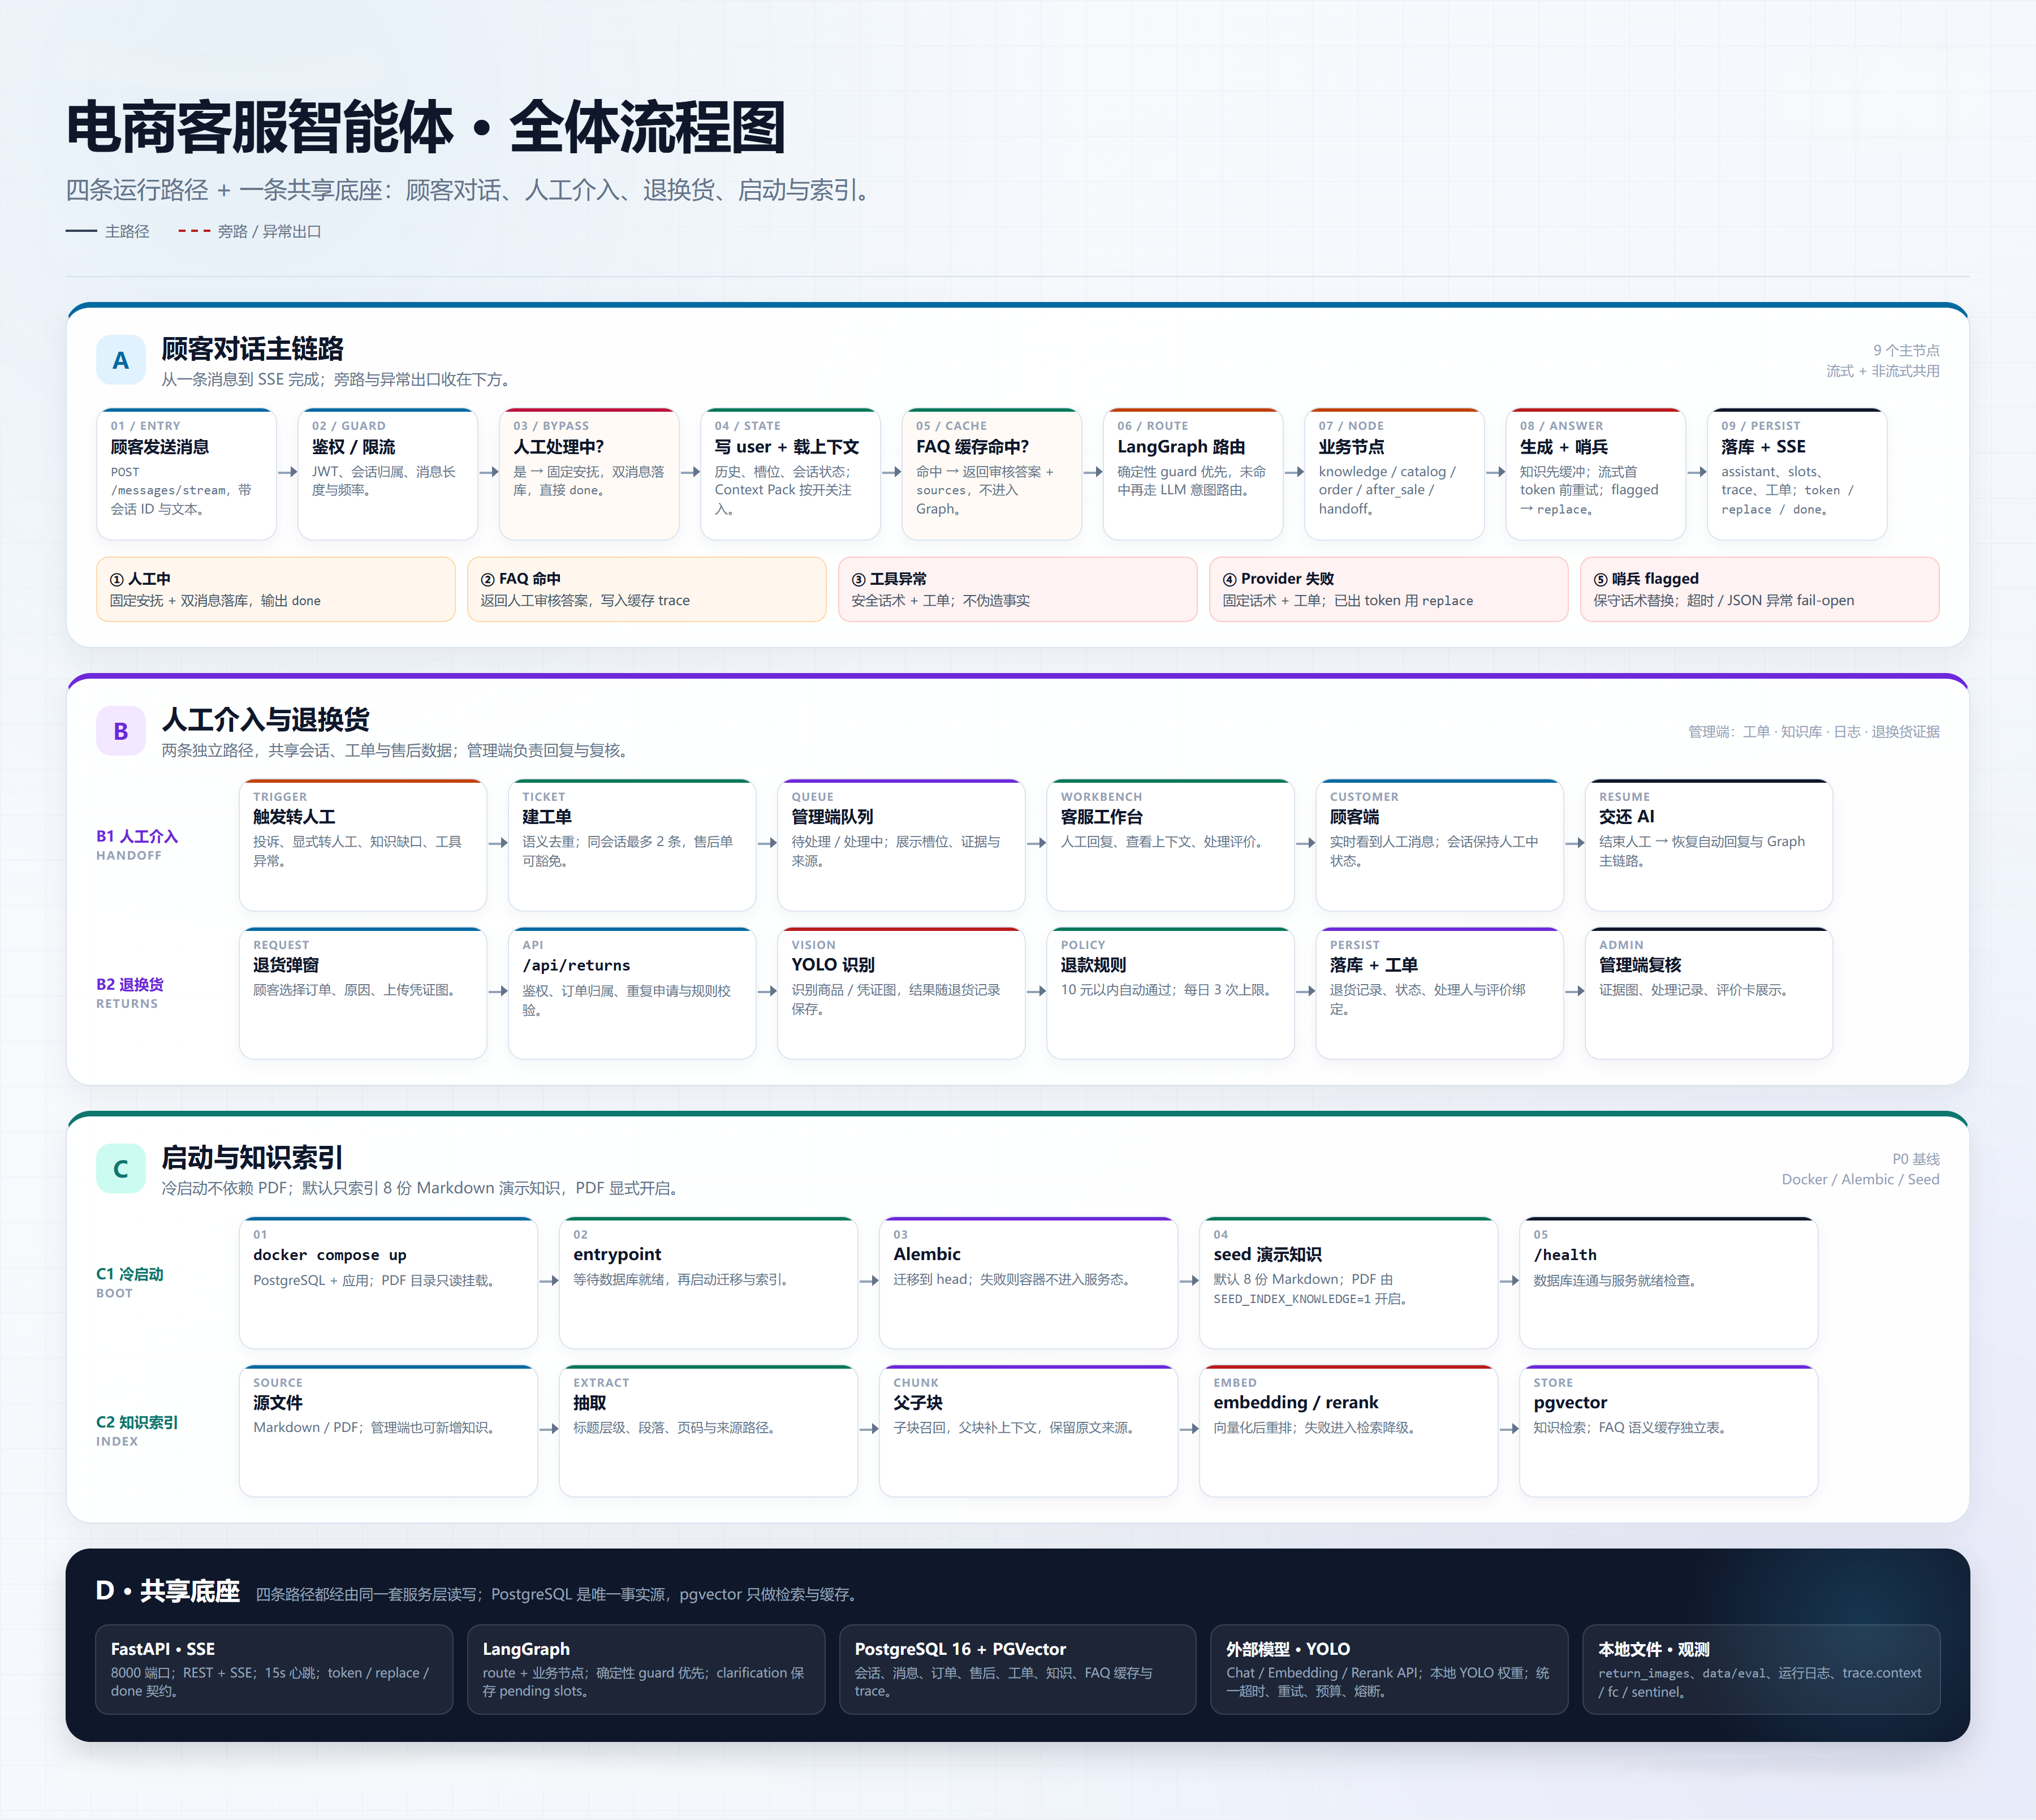 电商客服智能体 • 全体流程图
四条运行路径 + 一条共享底座：顾客对话、人工介入、退换货、启动与索引。
主路径 旁路 / 异常出口
A
顾客对话主链路
从一条消息到 SSE 完成；旁路与异常出口收在下方。
9 个主节点
流式 + 非流式共用
01 / ENTRY
顾客发送消息
POST
/messages/stream，带
会话 ID 与文本。
02 / GUARD
鉴权 / 限流
JWT、会话归属、消息长
度与频率。
03 / BYPASS
人工处理中？
是 → 固定安抚，双消息落
库，直接 done。
04 / STATE
写 user + 载上下文
历史、槽位、会话状态；
Context Pack 按开关注
入。
05 / CACHE
FAQ 缓存命中？
命中 → 返回审核答案 +
sources，不进入
Graph。
06 / ROUTE
LangGraph 路由
确定性 guard 优先，未命
中再走 LLM 意图路由。
07 / NODE
业务节点
knowledge / catalog /
order / after_sale /
handoff。
08 / ANSWER
生成 + 哨兵
知识先缓冲；流式首
token 前重试；flagged
→ replace。
09 / PERSIST
落库 + SSE
assistant、slots、
trace、工单；token /
replace / done。
① 人工中
固定安抚 + 双消息落库，输出 done
② FAQ 命中
返回人工审核答案，写入缓存 trace
③ 工具异常
安全话术 + 工单；不伪造事实
④ Provider 失败
固定话术 + 工单；已出 token 用 replace
⑤ 哨兵 flagged
保守话术替换；超时 / JSON 异常 fail-open
B
人工介入与退换货
两条独立路径，共享会话、工单与售后数据；管理端负责回复与复核。
管理端：工单 · 知识库 · 日志 · 退换货证据
B1 人工介入
HANDOFF
TRIGGER
触发转人工
投诉、显式转人工、知识缺口、工具
异常。
TICKET
建工单
语义去重；同会话最多 2 条，售后单
可豁免。
QUEUE
管理端队列
待处理 / 处理中；展示槽位、证据与
来源。
WORKBENCH
客服工作台
人工回复、查看上下文、处理评价。
CUSTOMER
顾客端
实时看到人工消息；会话保持人工中
状态。
RESUME
交还 AI
结束人工 → 恢复自动回复与 Graph
主链路。
B2 退换货
RETURNS
REQUEST
退货弹窗
顾客选择订单、原因、上传凭证图。
API
/api/returns
鉴权、订单归属、重复申请与规则校
验。
VISION
YOLO 识别
识别商品 / 凭证图，结果随退货记录
保存。
POLICY
退款规则
10 元以内自动通过；每日 3 次上限。
PERSIST
落库 + 工单
退货记录、状态、处理人与评价绑
定。
ADMIN
管理端复核
证据图、处理记录、评价卡展示。
C
启动与知识索引
冷启动不依赖 PDF；默认只索引 8 份 Markdown 演示知识，PDF 显式开启。
P0 基线
Docker / Alembic / Seed
C1 冷启动
BOOT
01
docker compose up
PostgreSQL + 应用；PDF 目录只读挂载。
02
entrypoint
等待数据库就绪，再启动迁移与索引。
03
Alembic
迁移到 head；失败则容器不进入服务态。
04
seed 演示知识
默认 8 份 Markdown；PDF 由
SEED_INDEX_KNOWLEDGE=1 开启。
05
/health
数据库连通与服务就绪检查。
C2 知识索引
INDEX
SOURCE
源文件
Markdown / PDF；管理端也可新增知识。
EXTRACT
抽取
标题层级、段落、页码与来源路径。
CHUNK
父子块
子块召回，父块补上下文，保留原文来源。
EMBED
embedding / rerank
向量化后重排；失败进入检索降级。
STORE
pgvector
知识检索；FAQ 语义缓存独立表。
D • 共享底座 四条路径都经由同一套服务层读写；PostgreSQL 是唯一事实源，pgvector 只做检索与缓存。
FastAPI • SSE
8000 端口；REST + SSE；15s 心跳；token / replace /
done 契约。
LangGraph
route + 业务节点；确定性 guard 优先；clarification 保
存 pending slots。
PostgreSQL 16 + PGVector
会话、消息、订单、售后、工单、知识、FAQ 缓存与
trace。
外部模型 • YOLO
Chat / Embedding / Rerank API；本地 YOLO 权重；统
一超时、重试、预算、熔断。
本地文件 • 观测
return_images、data/eval、运行日志、trace.context
/ fc / sentinel。